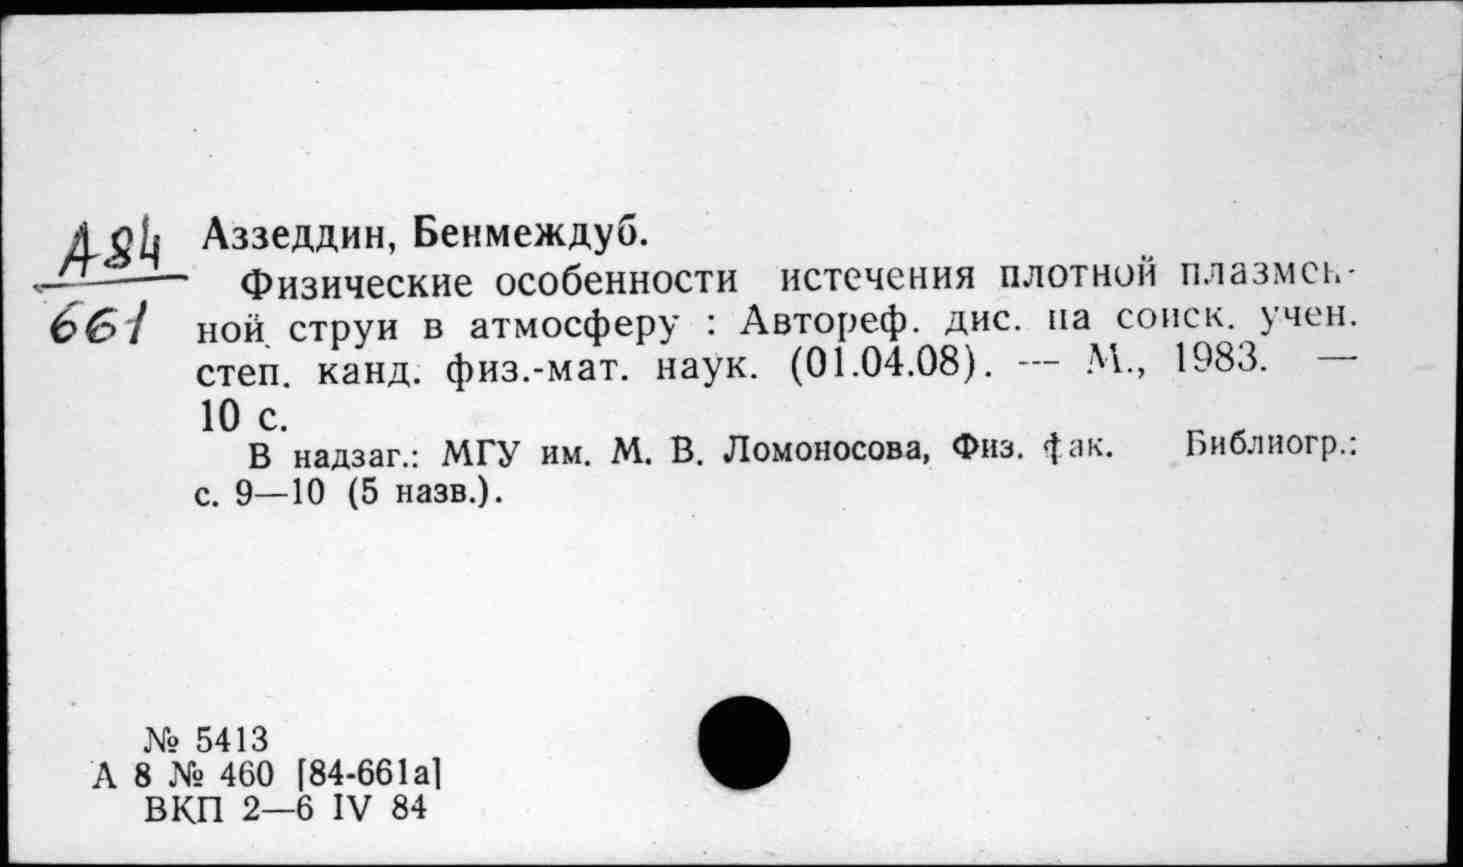 А84 Аззеддин, Бенмеждуб.
661
Физические особенности истечения плотной плазмен-
ной струи в атмосферу : Автореф. дис. на соиск. учен.
степ. канд. физ.-мат. наук. (01.04.08). — М., 1983. —
10 с.
В надзаг.: МГУ им. М. В. Ломоносова, Физ. фак. Библиогр.:
с. 9—10 (5 назв.).
№ 5413
А 8 № 460 [84-661а]
ВКП 2—6 IV 84